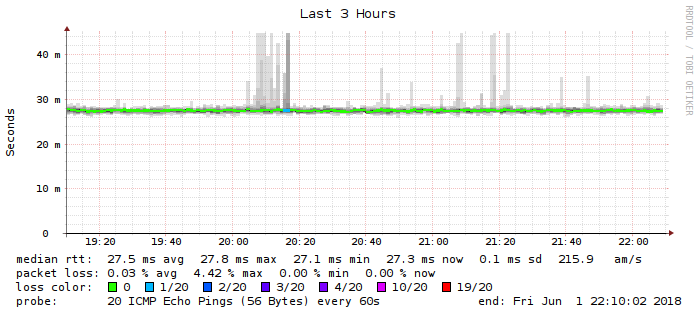 Last 3 Hours
RRDTOOL / TOBI OETIKER
Seconds
40 m
30 m
20 m
10 m
0
19:20 19:40 20:00 20:20 20:40 21:00 21:20 21:40 22:00
median rtt: 27.5 ms avg 27.8 ms max 27.1 ms min 27.3 ms now 0.1 ms sd 215.9 am/s
packet loss: 0.03 % avg 4.42 % max 0.00 % min 0.00 % now
loss color: 0 1/20 2/20 3/20 4/20 10/20 19/20
probe: 20 ICMP Echo Pings (56 Bytes) every 60s end: Fri Jun 1 22:10:02 2018